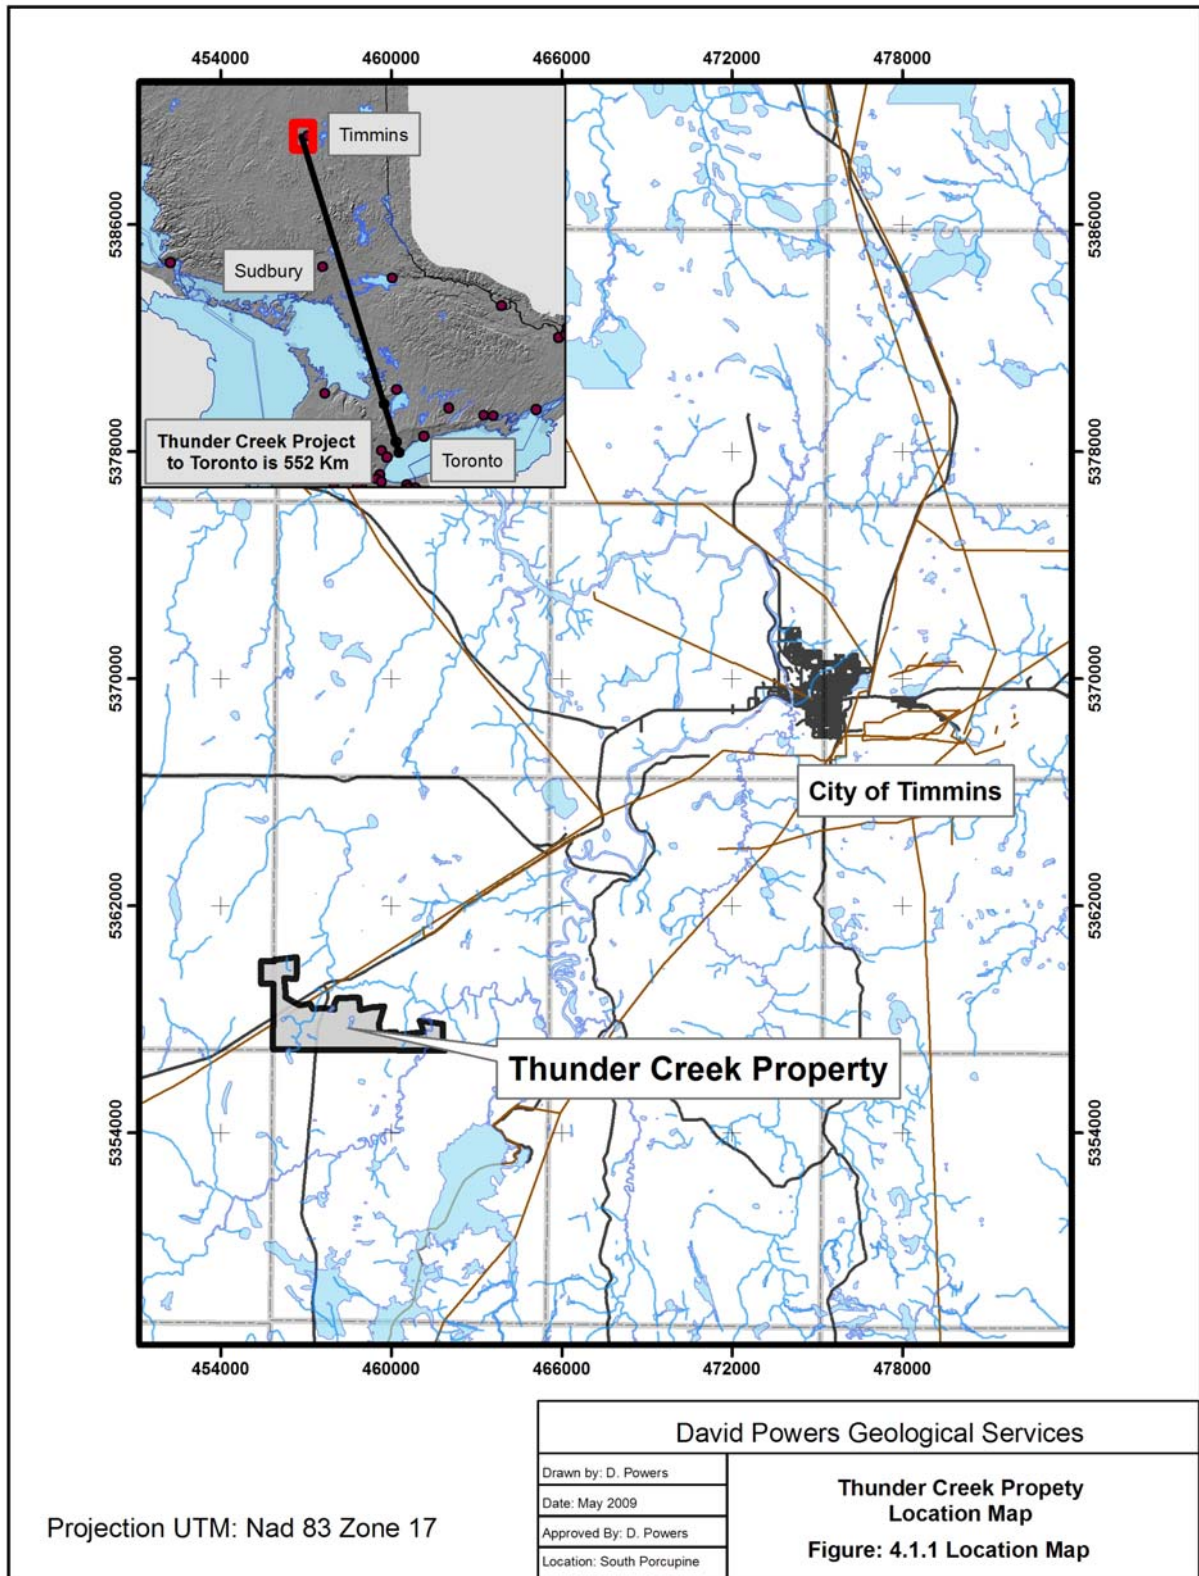 454000 460000 466000 472000 478000
Timmins
Sudbury
Thunder Creek Project
to Toronto is 552 Km
Toronto
5386000
5378000
5370000
5362000
5354000
5386000
5378000
5370000
5362000
5354000
City of Timmins
Thunder Creek Property
454000 460000 466000 472000 478000
David Powers Geological Services
Drawn by: D. Powers
Date: May 2009
Approved By: D. Powers
Location: South Porcupine
Thunder Creek Propety
Location Map
Figure: 4.1.1 Location Map
Projection UTM: Nad 83 Zone 17